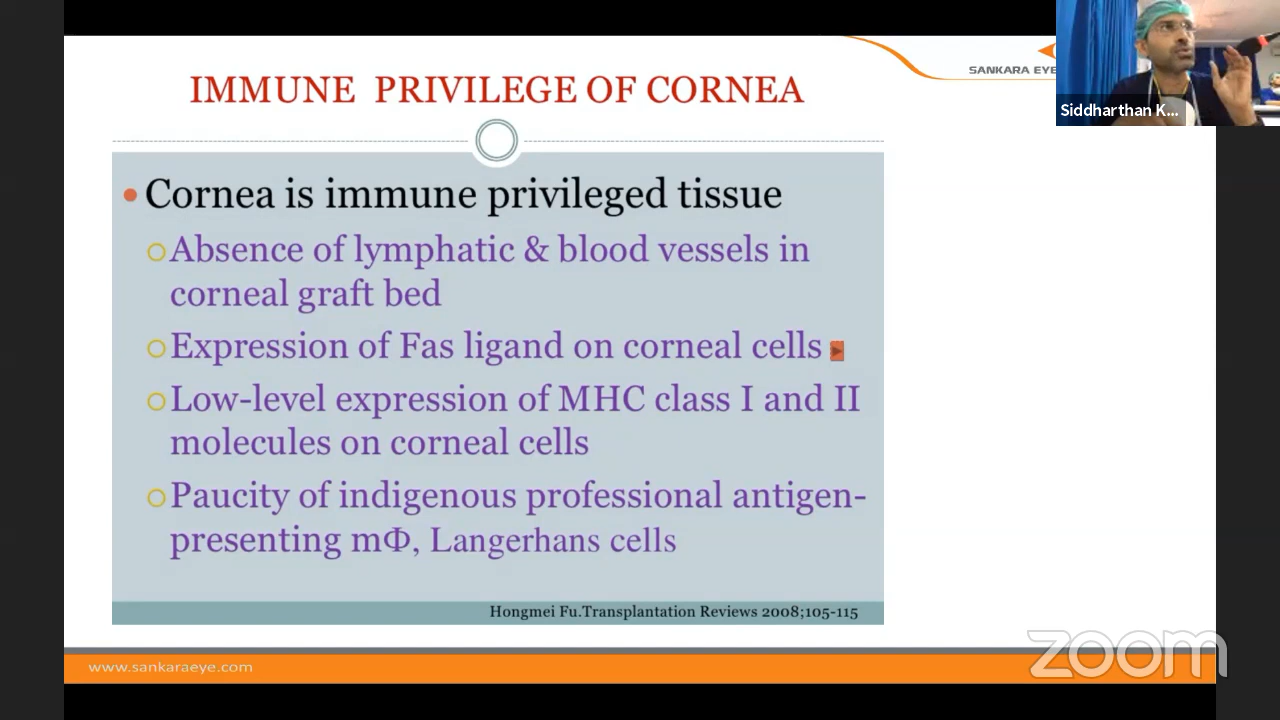 IMMUNE PRIVILEGE OF CORNEA
SANKARA EYE
Siddharthan K...
Cornea is immune privileged tissue
Absence of lymphatic & blood vessels in
corneal graft bed
Expression of Fas ligand on corneal cells
Low-level expression of MHC class I and II
molecules on corneal cells
Paucity of indigenous professional antigen-
presenting mΦ, Langerhans cells
Hongmei Fu.Transplantation Reviews 2008;105-115
www.sankaraeye.com
zoom